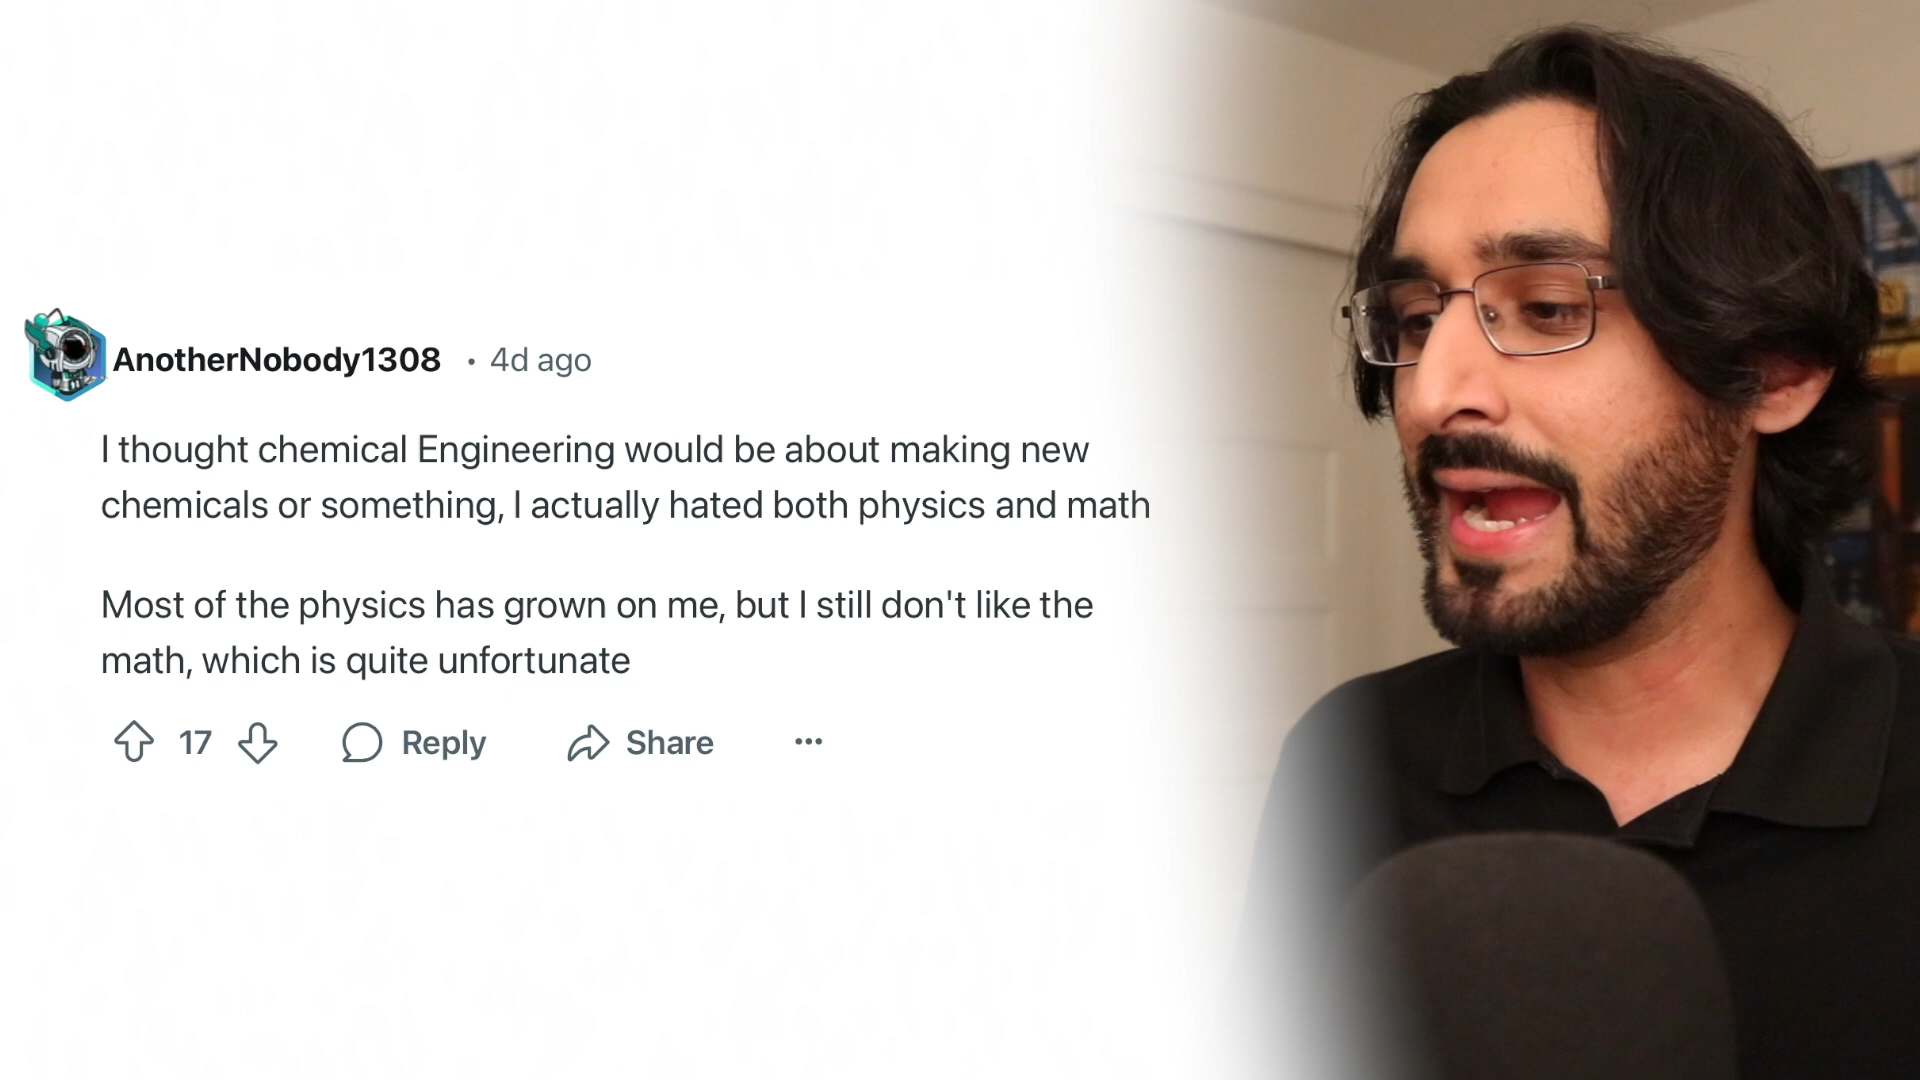 AnotherNobody1308 • 4d ago
I thought chemical Engineering would be about making new
chemicals or something, I actually hated both physics and math
Most of the physics has grown on me, but I still don't like the
math, which is quite unfortunate
17 Reply Share ...